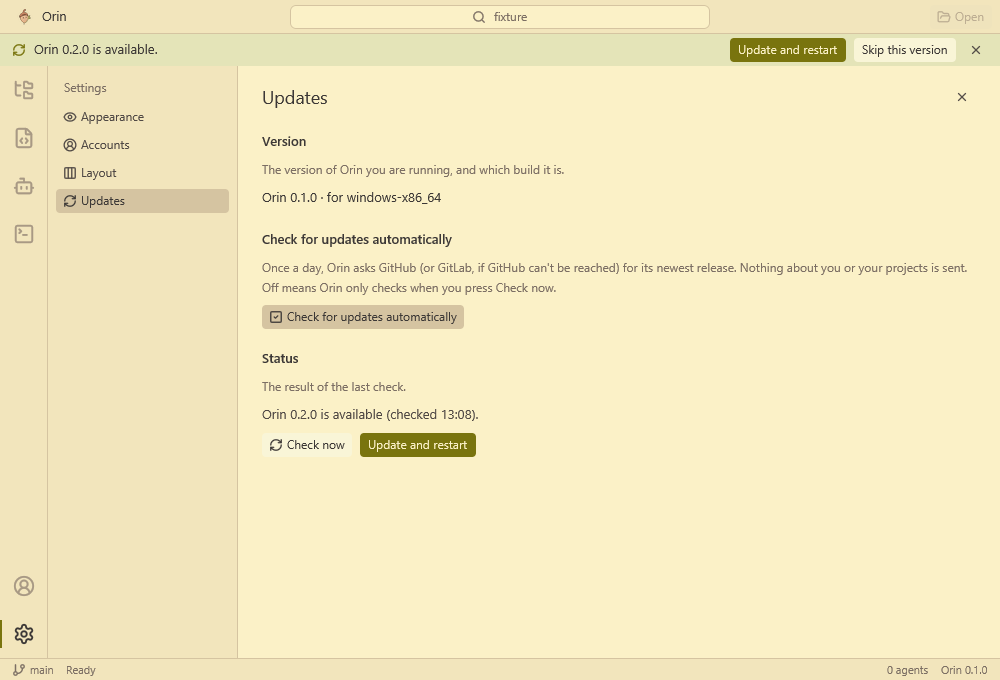 Orin
fixture
Open
Orin 0.2.0 is available.
Update and restart
Skip this version
Settings
Appearance
Accounts
Layout
Updates
Updates
Version
The version of Orin you are running, and which build it is.
Orin 0.1.0 · for windows-x86_64
Check for updates automatically
Once a day, Orin asks GitHub (or GitLab, if GitHub can't be reached) for its newest release. Nothing about you or your projects is sent.
Off means Orin only checks when you press Check now.
Check for updates automatically
Status
The result of the last check.
Orin 0.2.0 is available (checked 13:08).
Check now
Update and restart
main
Ready
0 agents
Orin 0.1.0